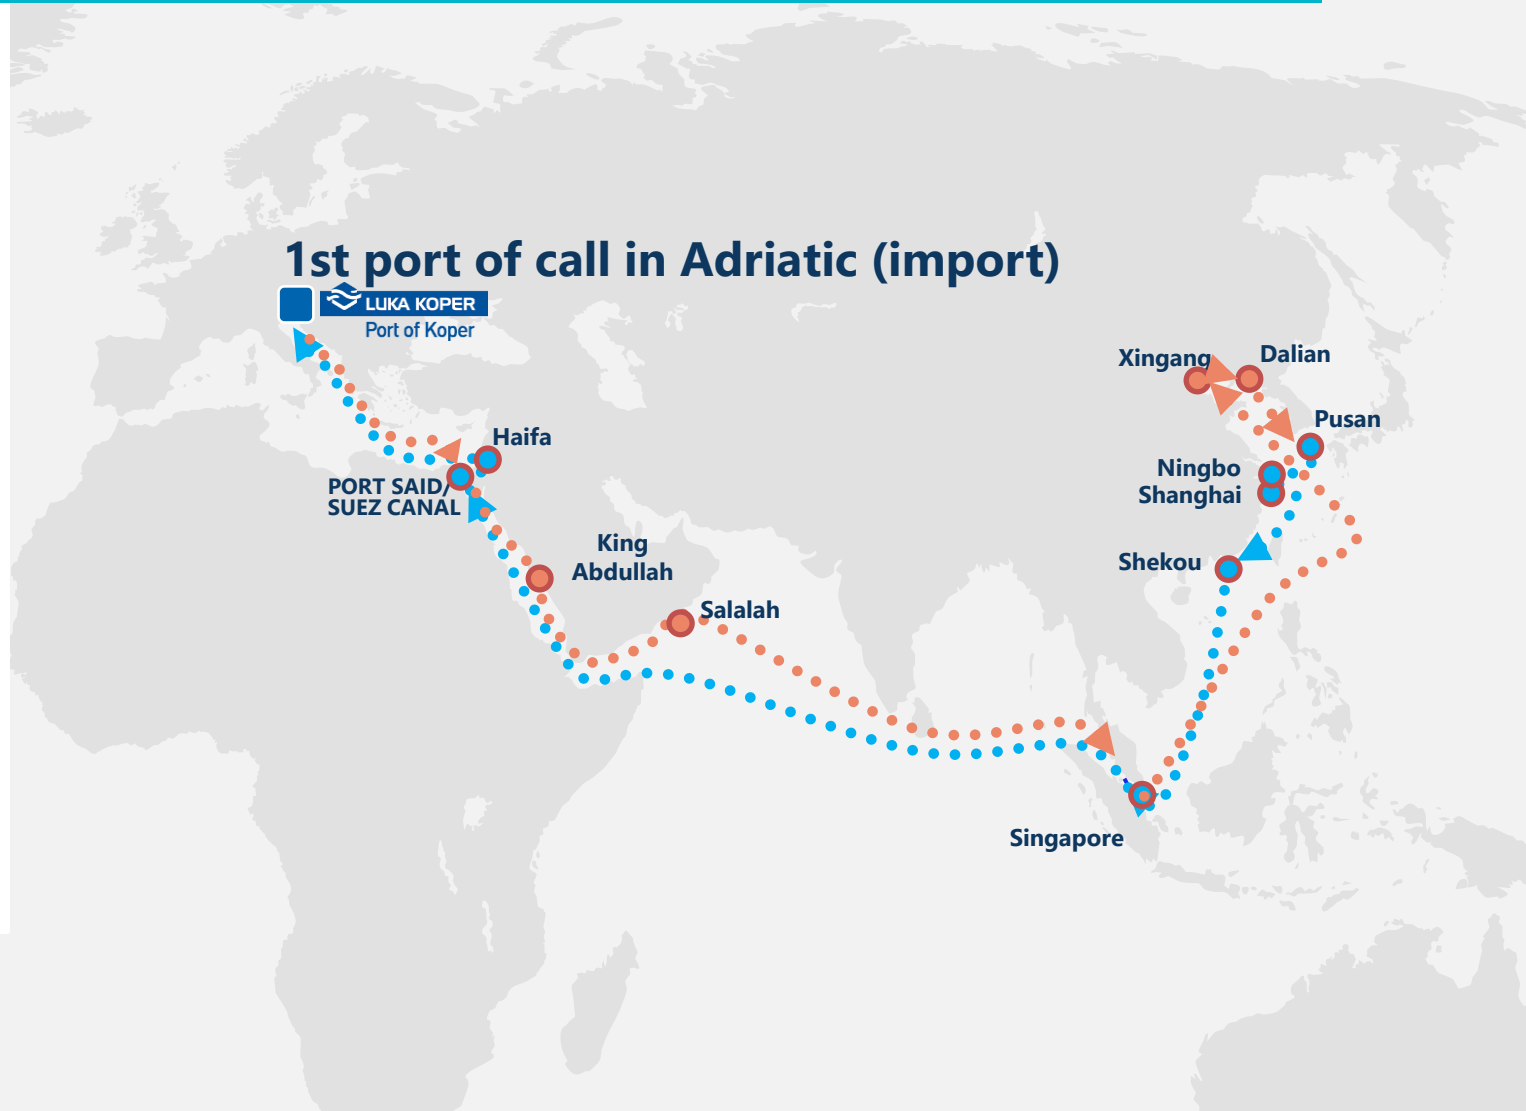 1st port of call in Adriatic (import)
LUKA KOPER
Port of Koper
Xingang
Dalian
Pusan
Haifa
Ningbo
Shanghai
PORT SAID/
SUEZ CANAL
King
Abdullah
Shekou
Salalah
Singapore